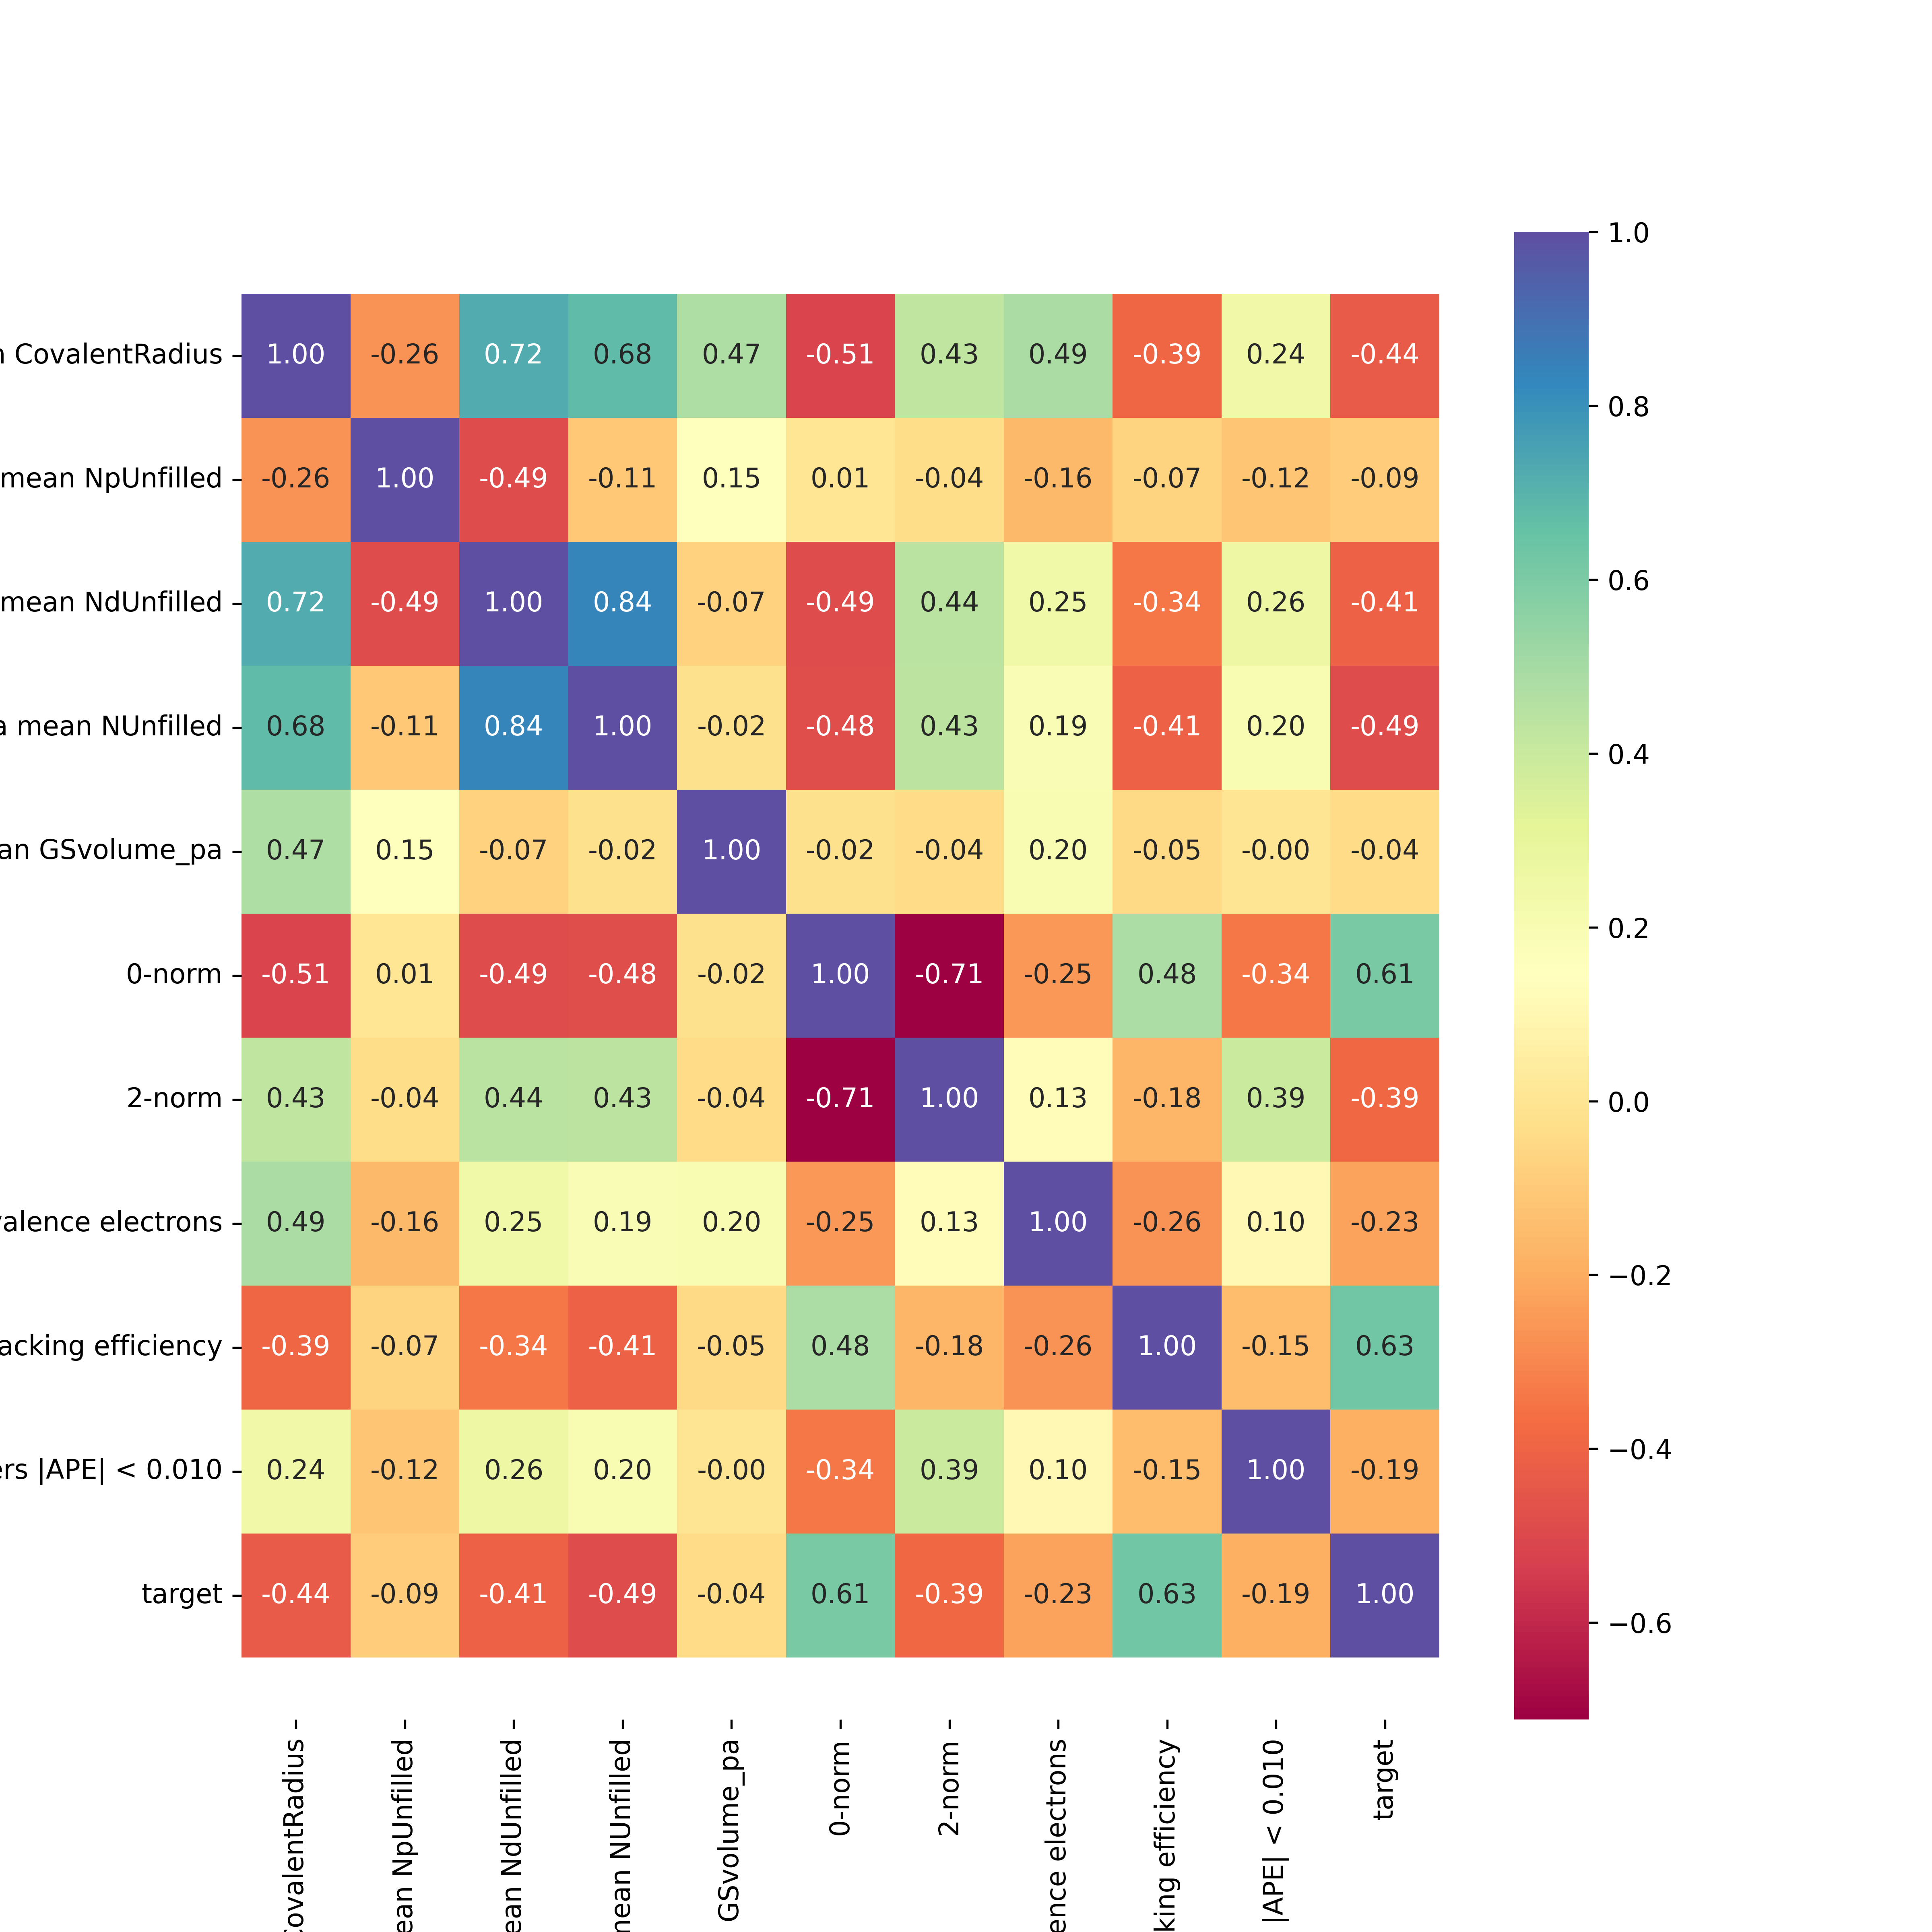 1.0
CovalentRadius 1.00 -0.26 0.72 0.68 0.47 -0.51 0.43 0.49 -0.39 0.24 -0.44
0.8
mean NpUnfilled -0.26 1.00 -0.49 -0.11 0.15 0.01 -0.04 -0.16 -0.07 -0.12 -0.09
mean NdUnfilled 0.72 -0.49 1.00 0.84 -0.07 -0.49 0.44 0.25 -0.34 0.26 -0.41
0.6
mean NUnfilled 0.68 -0.11 0.84 1.00 -0.02 -0.48 0.43 0.19 -0.41 0.20 -0.49
0.4
GSvolume_pa 0.47 0.15 -0.07 -0.02 1.00 -0.02 -0.04 0.20 -0.05 -0.00 -0.04
0.2
0-norm -0.51 0.01 -0.49 -0.48 -0.02 1.00 -0.71 -0.25 0.48 -0.34 0.61
2-norm 0.43 -0.04 0.44 0.43 -0.04 -0.71 1.00 0.13 -0.18 0.39 -0.39
0.0
valence electrons 0.49 -0.16 0.25 0.19 0.20 -0.25 0.13 1.00 -0.26 0.10 -0.23
−0.2
acking efficiency -0.39 -0.07 -0.34 -0.41 -0.05 0.48 -0.18 -0.26 1.00 -0.15 0.63
−0.4
ers |APE| < 0.010 0.24 -0.12 0.26 0.20 -0.00 -0.34 0.39 0.10 -0.15 1.00 -0.19
target -0.44 -0.09 -0.41 -0.49 -0.04 0.61 -0.39 -0.23 0.63 -0.19 1.00
−0.6
CovalentRadius
ean NpUnfilled
ean NdUnfilled
mean NUnfilled
GSvolume_pa
0-norm
2-norm
ence electrons
king efficiency
|APE| < 0.010
target